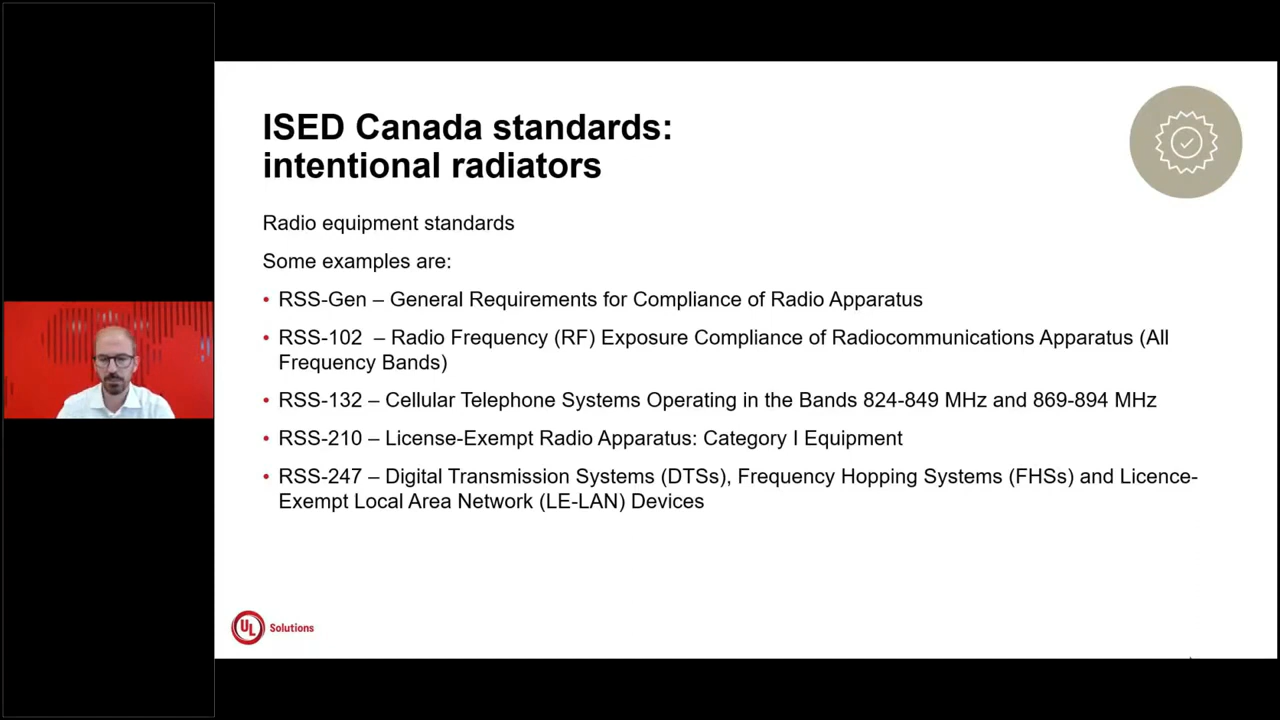 ISED Canada standards:
intentional radiators
Radio equipment standards
Some examples are:
• RSS-Gen – General Requirements for Compliance of Radio Apparatus
• RSS-102 – Radio Frequency (RF) Exposure Compliance of Radiocommunications Apparatus (All
Frequency Bands)
• RSS-132 – Cellular Telephone Systems Operating in the Bands 824-849 MHz and 869-894 MHz
• RSS-210 – License-Exempt Radio Apparatus: Category I Equipment
• RSS-247 – Digital Transmission Systems (DTSs), Frequency Hopping Systems (FHSs) and Licence-
Exempt Local Area Network (LE-LAN) Devices
UL Solutions